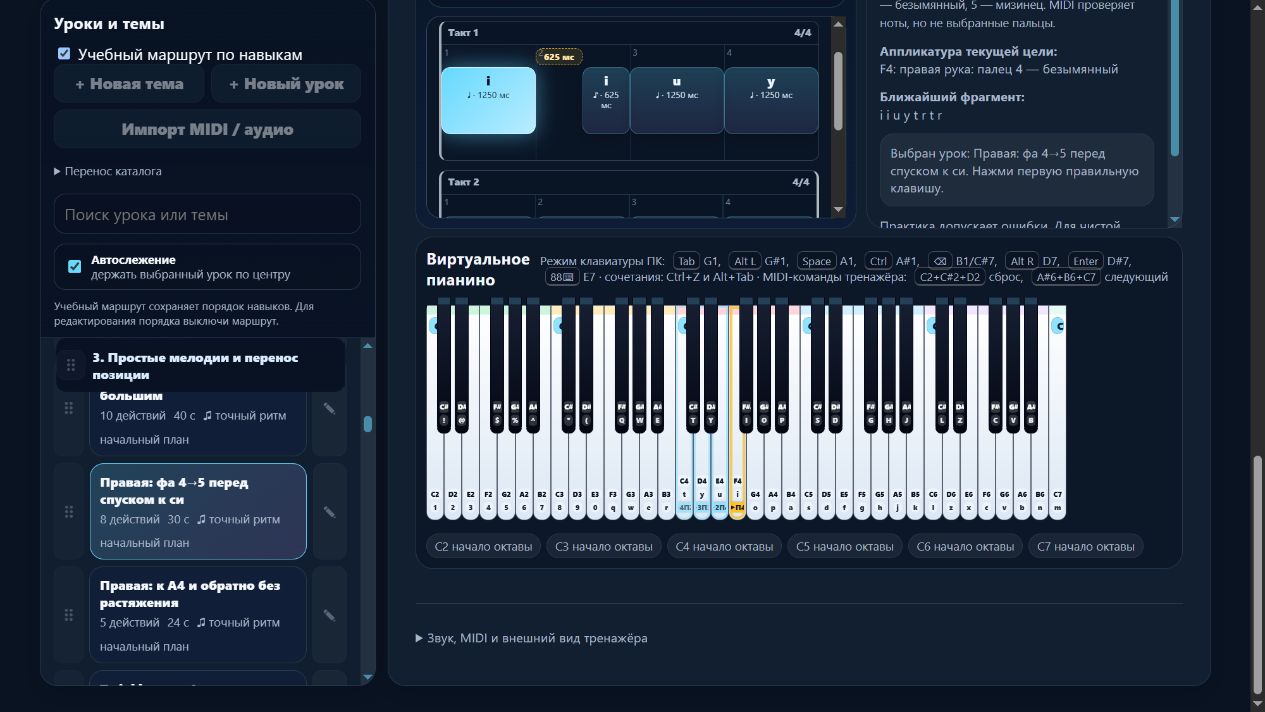 Уроки и темы
Учебный маршрут по навыкам
+ Новая тема
+ Новый урок
Импорт MIDI / аудио
Перенос каталога
Поиск урока или темы
Автослежение
держать выбранный урок по центру
Учебный маршрут сохраняет порядок навыков. Для
редактирования порядка выключи маршрут.
3. Простые мелодии и перенос
позиции
большим
10 действий 40 с ♫ точный ритм
начальный план
Правая: фа 4→5 перед
спуском к си
8 действий 30 с ♫ точный ритм
начальный план
Правая: к A4 и обратно без
растяжения
5 действий 24 с ♫ точный ритм
начальный план
Такт 1
4/4
1
625 мс
3
4
i
♩ · 1250 мс
i
♪ · 625
мс
u
♩ · 1250 мс
y
♩ · 1250 мс
Такт 2
4/4
1 2 3 4
— безымянный, 5 — мизинец. MIDI проверяет
ноты, но не выбранные пальцы.
Аппликатура текущей цели:
F4: правая рука: палец 4 — безымянный
Ближайший фрагмент:
i i u y t r t r
Выбран урок: Правая: фа 4→5 перед
спуском к си. Нажми первую правильную
клавишу.
Практика допускает ошибки. Для чистой
Виртуальное
пианино
Режим клавиатуры ПК: Tab G1, Alt L G#1, Space A1, Ctrl A#1, ⌫ B1/C#7, Alt R D7, Enter D#7,
88⌨ E7 · сочетания: Ctrl+Z и Alt+Tab · MIDI-команды тренажёра: C2+C#2+D2 сброс, A#6+B6+C7 следующий
! @ $ % ^ * ( Q W E T Y I O P S D G H J L Z C V B
C4 D4 E4 F4
t y u i
C2 D2 E2 F2 G2 A2 B2 C3 D3 E3 F3 G3 A3 B3 G4 A4 B4 C5 D5 E5 F5 G5 A5 B5 C6 D6 E6 F6 G6 A6 B6 C7
1 2 3 4 5 6 7 8 9 0 q w e r o p a s d f g h j k l z x c v b n m
C2 начало октавы
C3 начало октавы
C4 начало октавы
C5 начало октавы
C6 начало октавы
C7 начало октавы
Звук, MIDI и внешний вид тренажёра